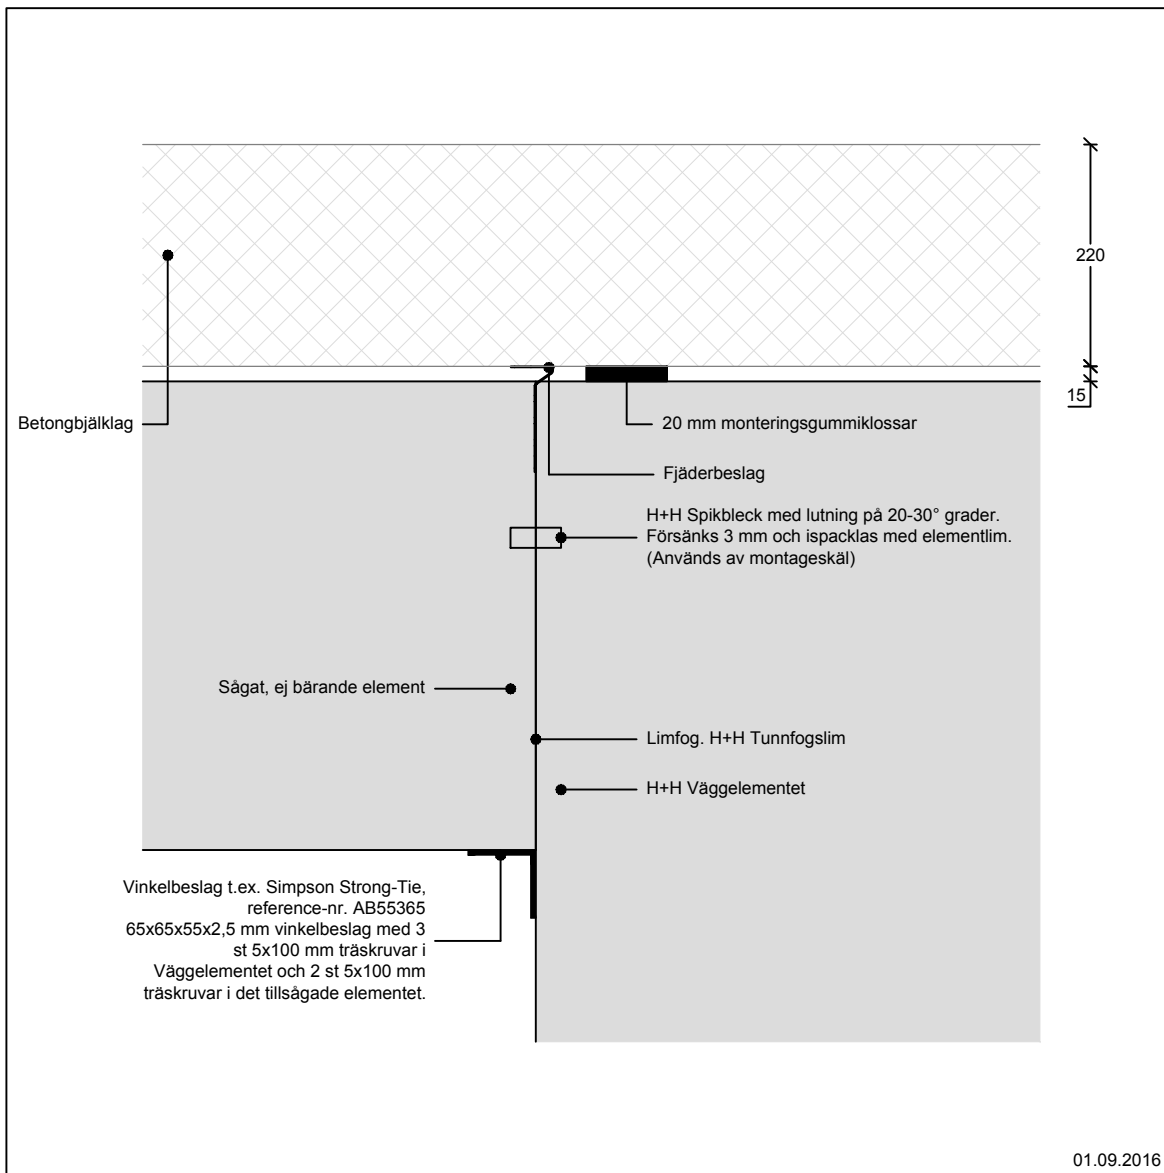 220
15
Betongbjälklag
20 mm monteringsgummiklossar
Fjäderbeslag
H+H Spikbleck med lutning på 20-30° grader.
Försänks 3 mm och ispacklas med elementlim.
(Används av montageskäl)
Sågat, ej bärande element
Limfog. H+H Tunnfogslim
H+H Väggelementet
Vinkelbeslag t.ex. Simpson Strong-Tie,
reference-nr. AB55365
65x65x55x2,5 mm vinkelbeslag med 3
st 5x100 mm träskruvar i
Väggelementet och 2 st 5x100 mm
träskruvar i det tillsågade elementet.
01.09.2016